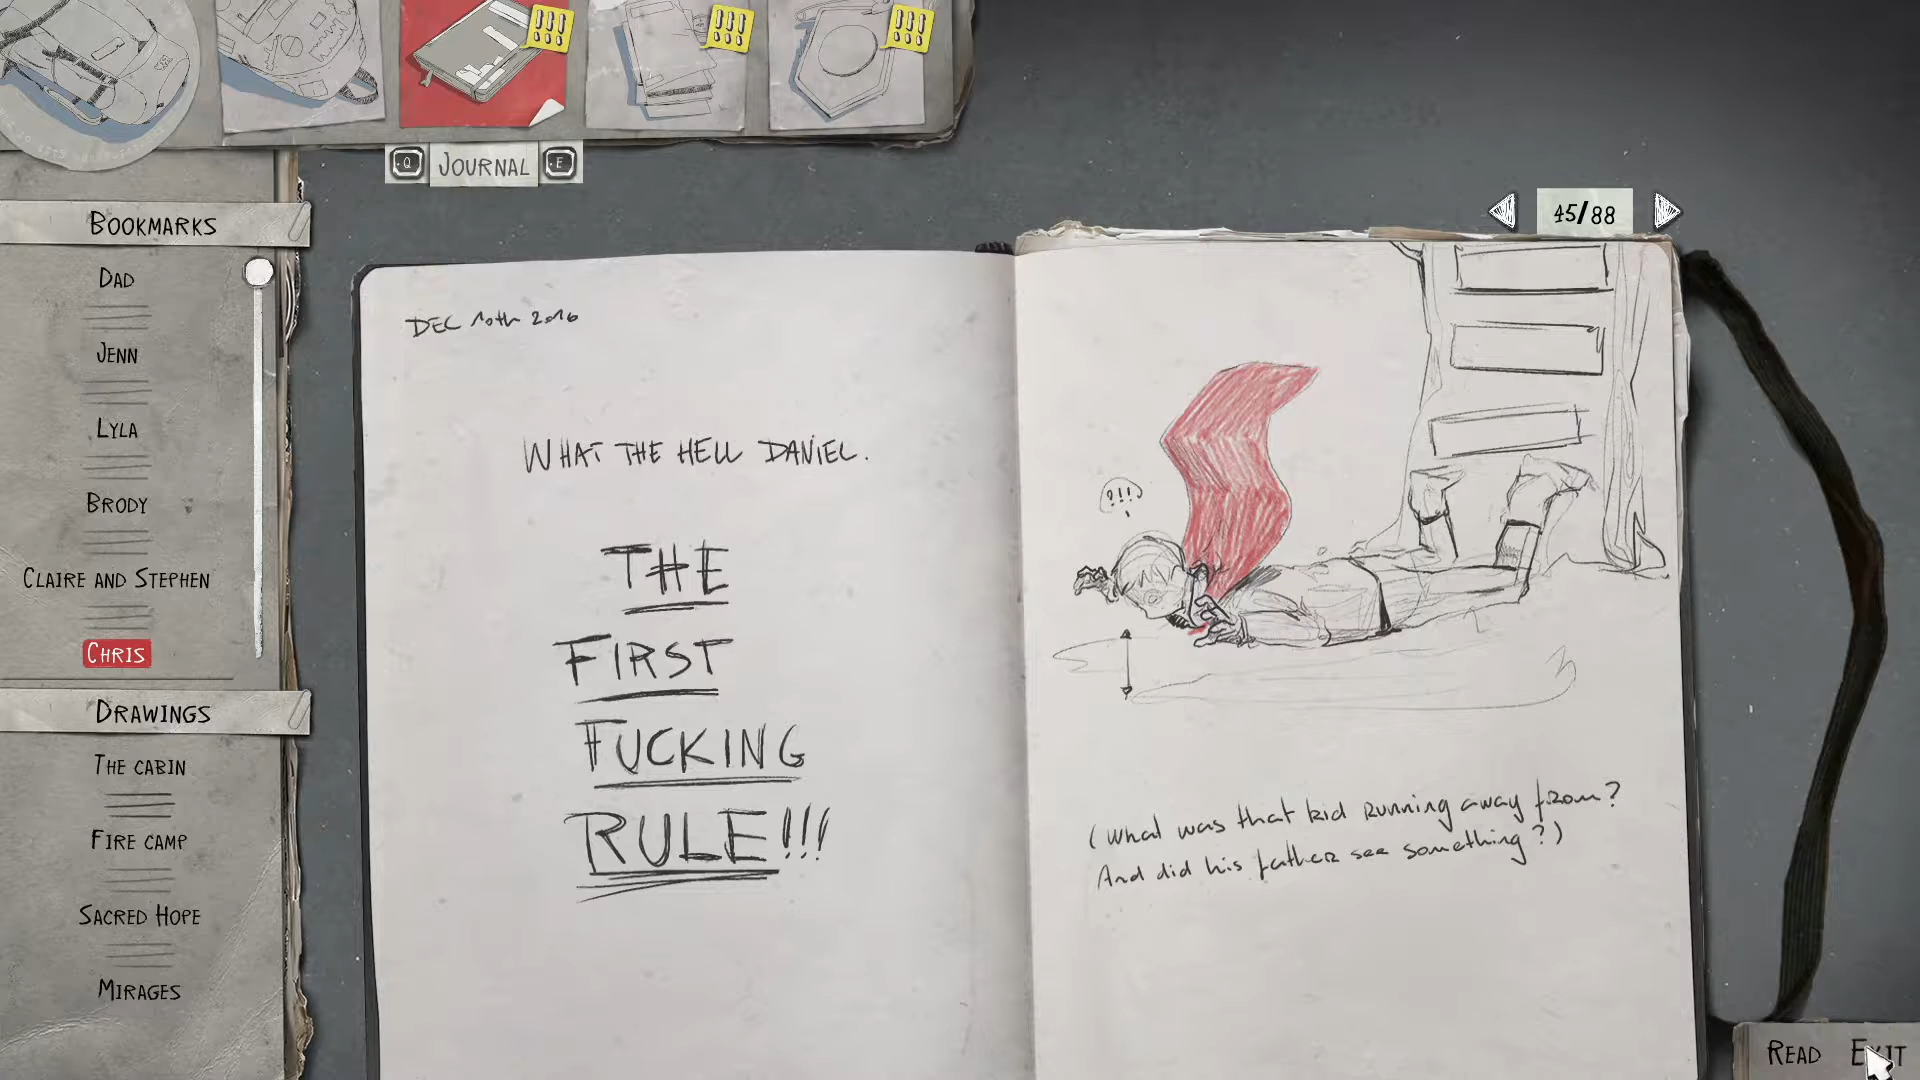 !!!
!!!
!!!
Q
JOURNAL
E
BOOKMARKS
DAD
JENN
LYLA
BRODY
CLAIRE AND STEPHEN
CHRIS
DRAWINGS
THE CABIN
FIRE CAMP
SACRED HOPE
MIRAGES
45/88
DEC 10th 2016
WHAT THE HELL DANIEL.
THE
FIRST
FUCKING
RULE!!!
?!!
(What was that kid running away from?
And did his father see something?)
READ
EXIT